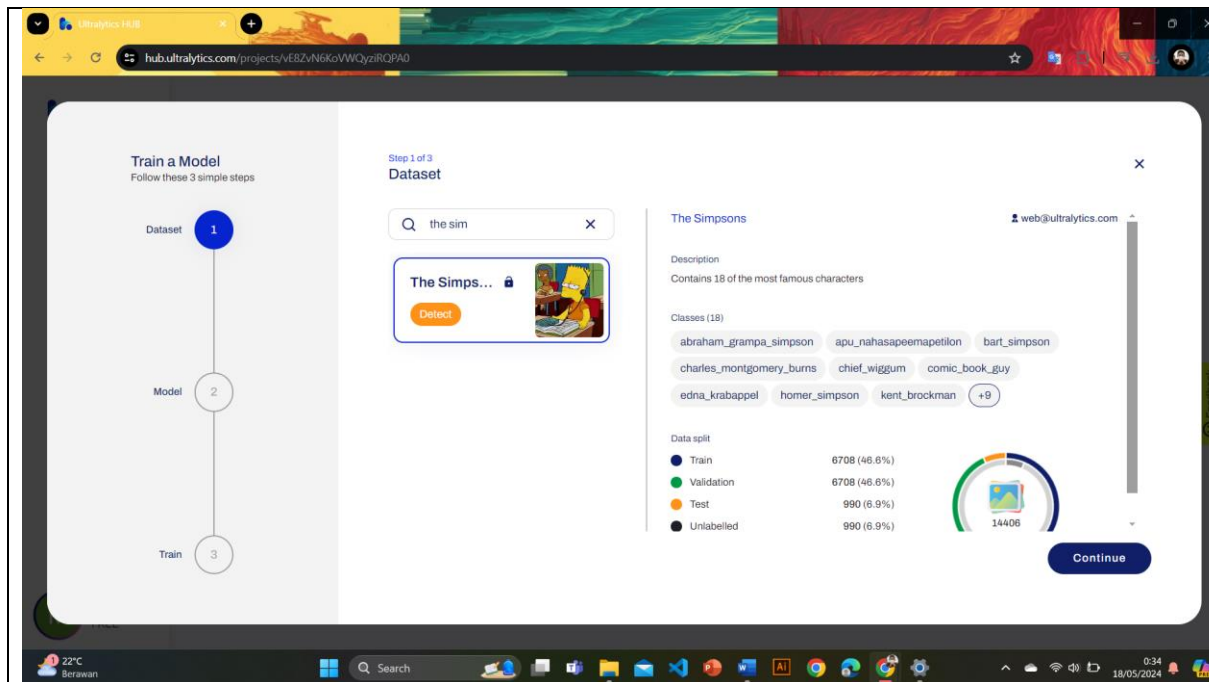 Ultralytics HUB
hub.ultralytics.com/projects/vE8ZvN6KoVWQyziRQPA0
Train a Model
Follow these 3 simple steps
Dataset 1
Model 2
Train 3
Step 1 of 3
Dataset
the sim
The Simps...
Detect
The Simpsons
web@ultralytics.com
Description
Contains 18 of the most famous characters
Classes (18)
abraham_grampa_simpson apu_nahasapeemapetilon bart_simpson
charles_montgomery_burns chief_wiggum comic_book_guy
edna_krabappel homer_simpson kent_brockman +9
Data split
Train 6708 (46.6%)
Validation 6708 (46.6%)
Test 990 (6.9%)
Unlabelled 990 (6.9%)
14406
Continue
1
22°C
Berawan
Search
Ai
0:34
18/05/2024